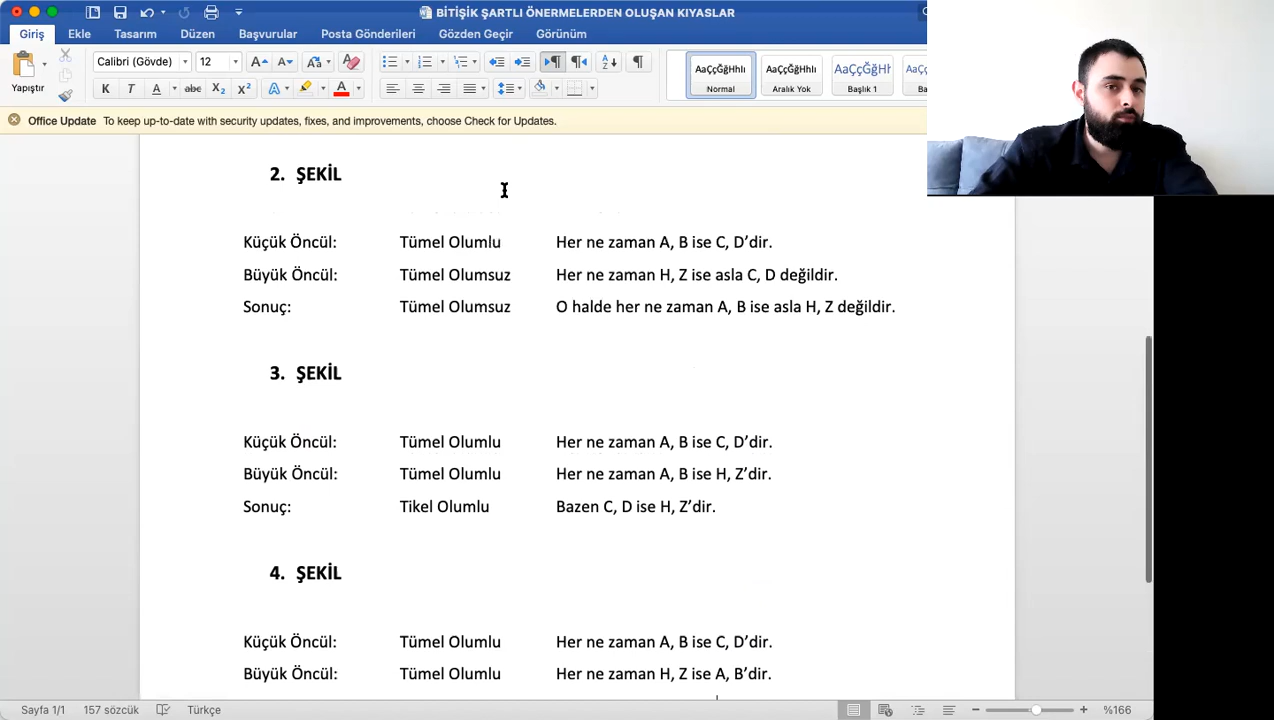 BİTİŞİK ŞARTLI ÖNERMELERDEN OLUŞAN KIYASLAR
Giriş Ekle Tasarım Düzen Başvurular Posta Gönderileri Gözden Geçir Görünüm
Yapıştır
Calibri (Gövde) 12
K T A abc X2 X2 A A
AaÇçĞğHhIı AaÇçĞğHhIı AaÇçĞğHh AaÇçĞğ
Normal Aralık Yok Başlık 1 Ba
Office Update To keep up-to-date with security updates, fixes, and improvements, choose Check for Updates.
2. ŞEKİL
Küçük Öncül: Tümel Olumlu Her ne zaman A, B ise C, D’dir.
Büyük Öncül: Tümel Olumsuz Her ne zaman H, Z ise asla C, D değildir.
Sonuç: Tümel Olumsuz O halde her ne zaman A, B ise asla H, Z değildir.
3. ŞEKİL
Küçük Öncül: Tümel Olumlu Her ne zaman A, B ise C, D’dir.
Büyük Öncül: Tümel Olumlu Her ne zaman A, B ise H, Z’dir.
Sonuç: Tikel Olumlu Bazen C, D ise H, Z’dir.
4. ŞEKİL
Küçük Öncül: Tümel Olumlu Her ne zaman A, B ise C, D’dir.
Büyük Öncül: Tümel Olumlu Her ne zaman H, Z ise A, B’dir.
Sayfa 1/1 157 sözcük Türkçe %166